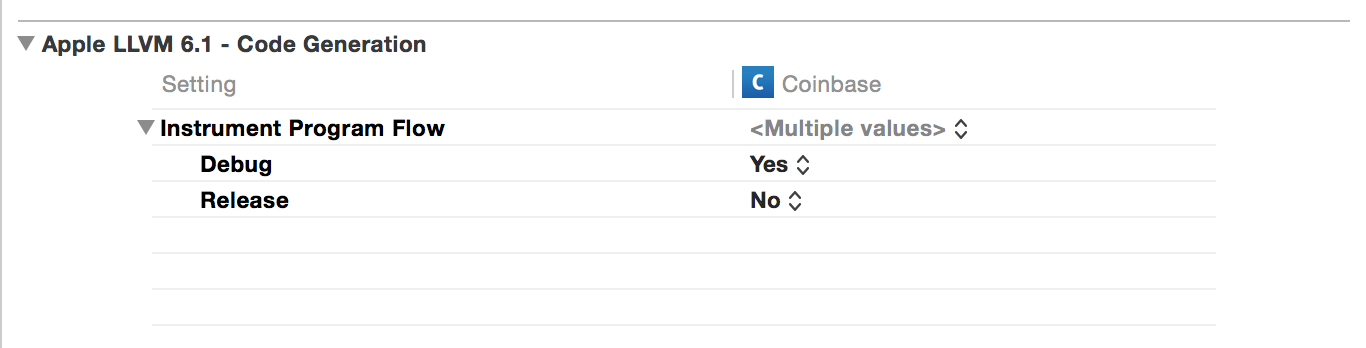 Apple LLVM 6.1 - Code Generation
Setting C Coinbase
Instrument Program Flow <Multiple values>
Debug Yes
Release No